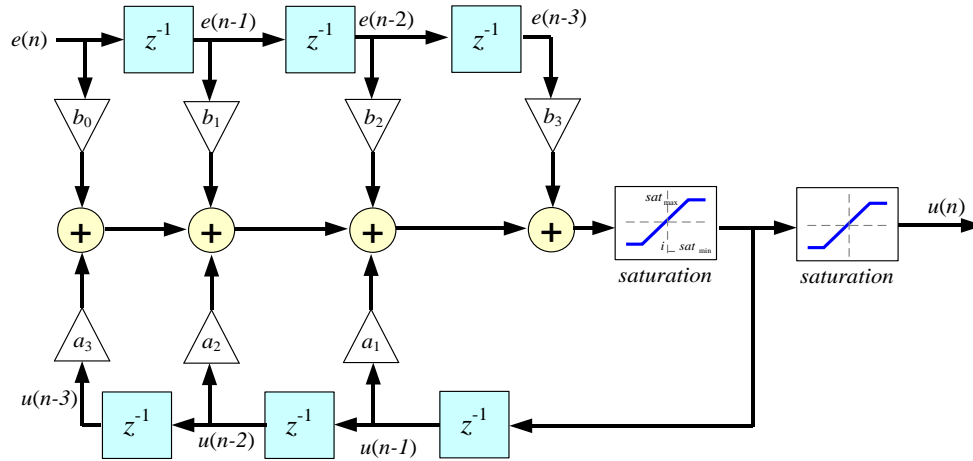 e(n)
z⁻¹
e(n-1)
z⁻¹
e(n-2)
z⁻¹
e(n-3)
b₀
b₁
b₂
b₃
+
+
+
+
sat max
i_ sat min
saturation
saturation
u(n)
a₃
a₂
a₁
u(n-3)
z⁻¹
u(n-2)
z⁻¹
u(n-1)
z⁻¹